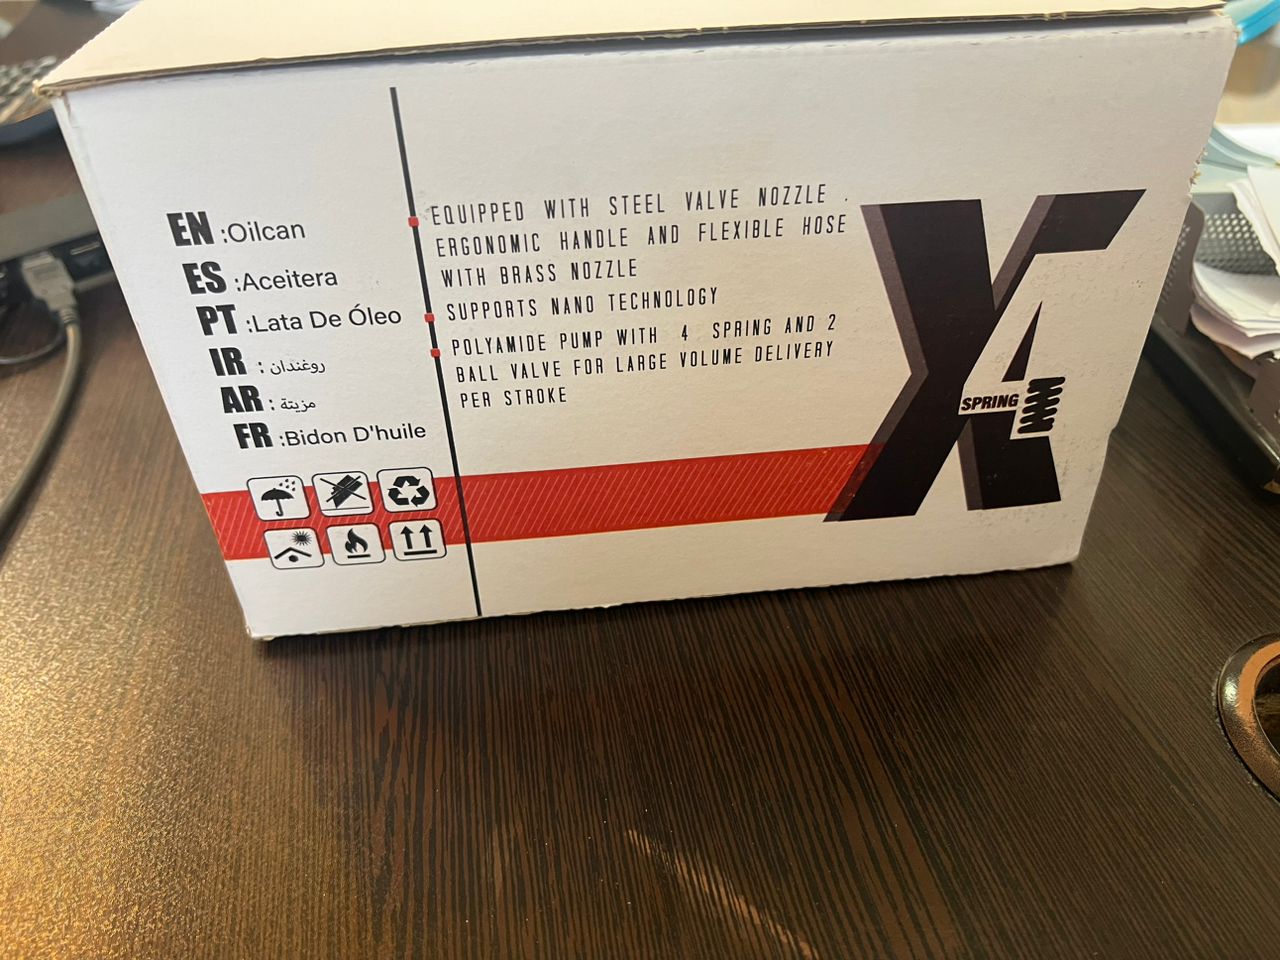 EN :Oilcan
ES :Aceitera
PT :Lata De Óleo
IR : روغندان
AR : مزيتة
FR :Bidon D'huile
EQUIPPED WITH STEEL VALVE NOZZLE .
ERGONOMIC HANDLE AND FLEXIBLE HOSE
WITH BRASS NOZZLE
SUPPORTS NANO TECHNOLOGY
POLYAMIDE PUMP WITH 4 SPRING AND 2
BALL VALVE FOR LARGE VOLUME DELIVERY
PER STROKE
X4
SPRING